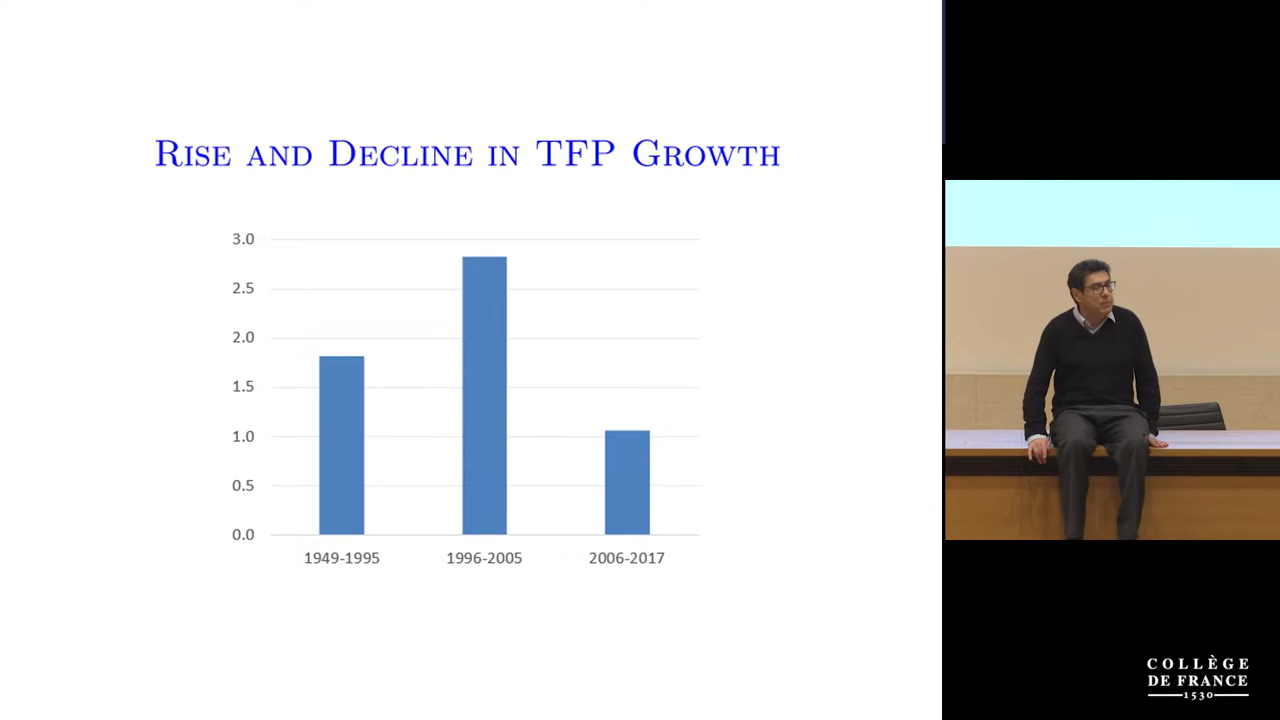 RISE AND DECLINE IN TFP GROWTH
3.0
2.5
2.0
1.5
1.0
0.5
0.0
1949-1995 1996-2005 2006-2017
COLLÈGE
DE FRANCE
1530